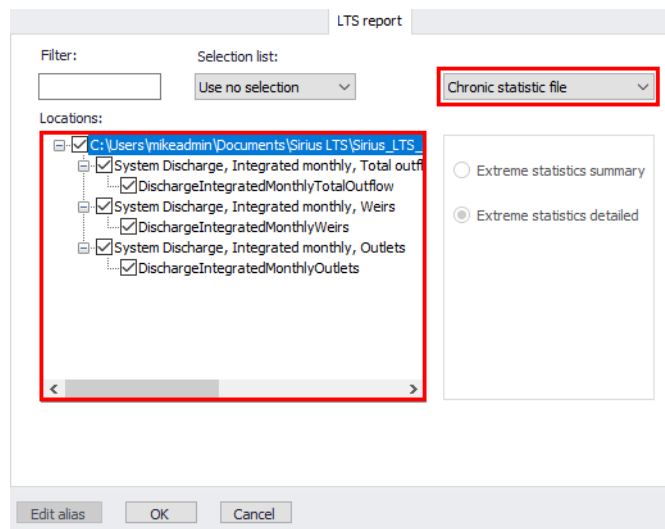 LTS report
Filter:
Selection list:
Use no selection
Chronic statistic file
Locations:
C:\Users\mikeadmin\Documents\Sirius LTS\Sirius_LTS_
System Discharge, Integrated monthly, Total outf
DischargeIntegratedMonthlyTotalOutflow
System Discharge, Integrated monthly, Weirs
DischargeIntegratedMonthlyWeirs
System Discharge, Integrated monthly, Outlets
DischargeIntegratedMonthlyOutlets
Extreme statistics summary
Extreme statistics detailed
Edit alias
OK
Cancel